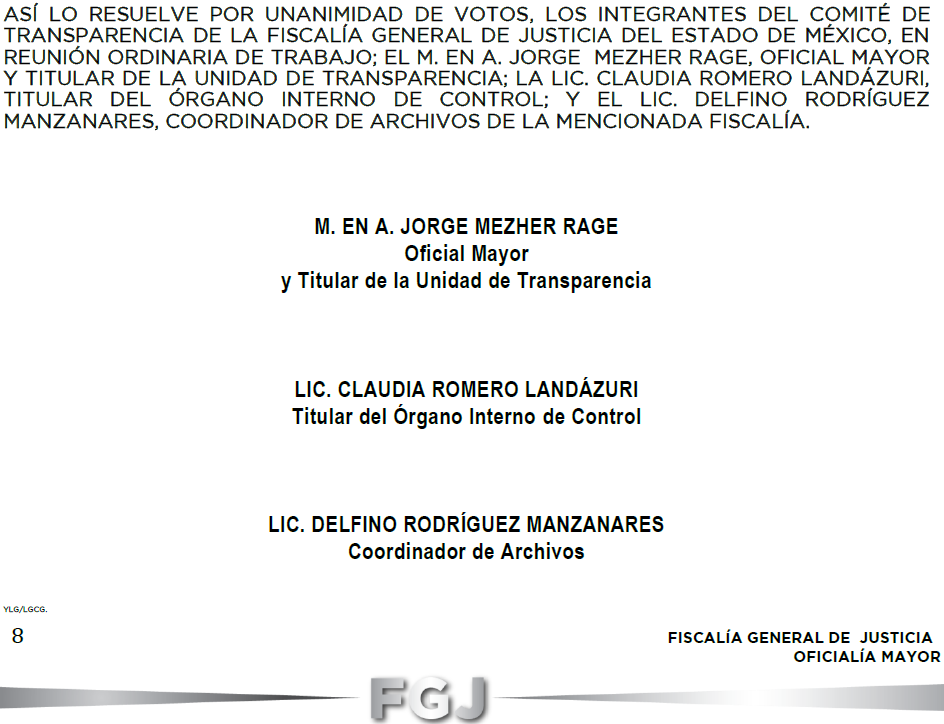 ASÍ LO RESUELVE POR UNANIMIDAD DE VOTOS, LOS INTEGRANTES DEL COMITÉ DE
TRANSPARENCIA DE LA FISCALÍA GENERAL DE JUSTICIA DEL ESTADO DE MÉXICO, EN
REUNIÓN ORDINARIA DE TRABAJO; EL M. EN A. JORGE MEZHER RAGE, OFICIAL MAYOR
Y TITULAR DE LA UNIDAD DE TRANSPARENCIA; LA LIC. CLAUDIA ROMERO LANDÁZURI,
TITULAR DEL ÓRGANO INTERNO DE CONTROL; Y EL LIC. DELFINO RODRÍGUEZ
MANZANARES, COORDINADOR DE ARCHIVOS DE LA MENCIONADA FISCALÍA.
M. EN A. JORGE MEZHER RAGE
Oficial Mayor
y Titular de la Unidad de Transparencia
LIC. CLAUDIA ROMERO LANDÁZURI
Titular del Órgano Interno de Control
LIC. DELFINO RODRÍGUEZ MANZANARES
Coordinador de Archivos
YLG/LGCG.
8
FISCALÍA GENERAL DE JUSTICIA
OFICIALÍA MAYOR
FGJ